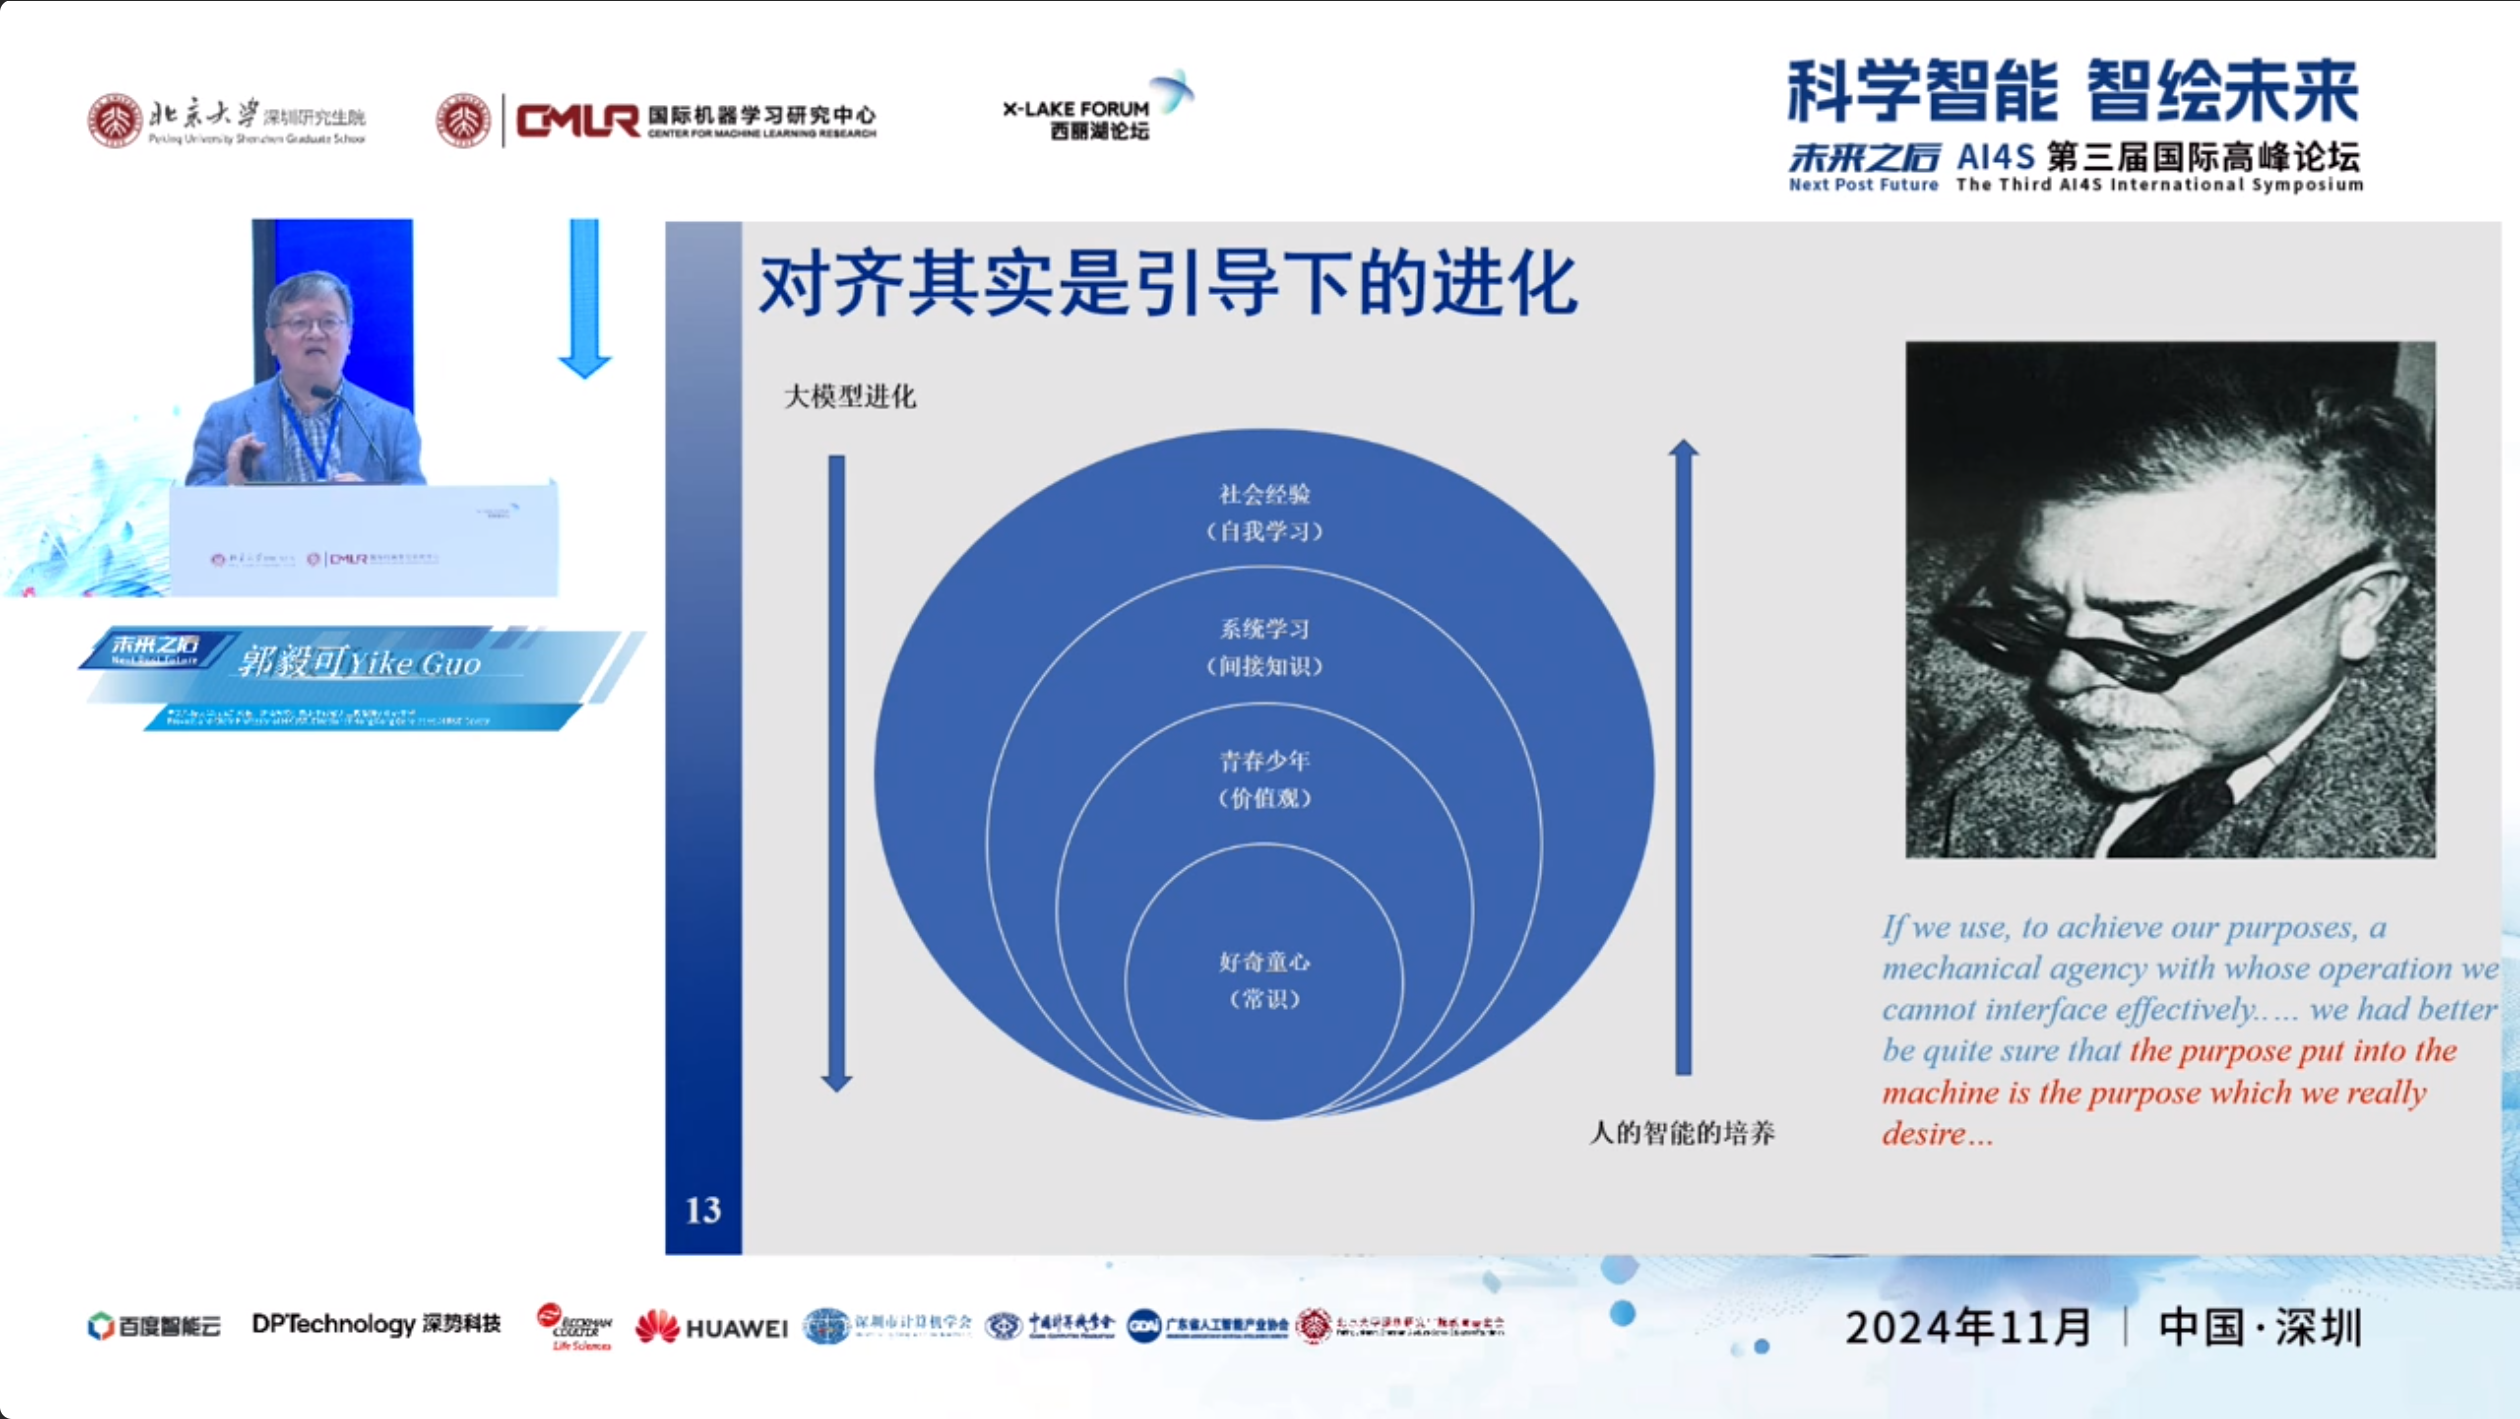 北京大学 深圳研究生院
Peking University Shenzhen Graduate School
CMLR 国际机器学习研究中心
CENTER FOR MACHINE LEARNING RESEARCH
X-LAKE FORUM
西丽湖论坛
科学智能 智绘未来
未来之后 AI4S 第三届国际高峰论坛
Next Post Future The Third AI4S International Symposium
未来之后
Next Post Future
郭毅可Yike Guo
CMLR
对齐其实是引导下的进化
大模型进化
社会经验
（自我学习）
系统学习
（间接知识）
青春少年
（价值观）
好奇童心
（常识）
人的智能的培养
If we use, to achieve our purposes, a
mechanical agency with whose operation we
cannot interface effectively..… we had better
be quite sure that the purpose put into the
machine is the purpose which we really
desire…
13
百度智能云
DPTechnology 深势科技
BECKMAN
COULTER
Life Sciences
HUAWEI
深圳市计算机学会
广东省人工智能产业协会
2024年11月 | 中国·深圳